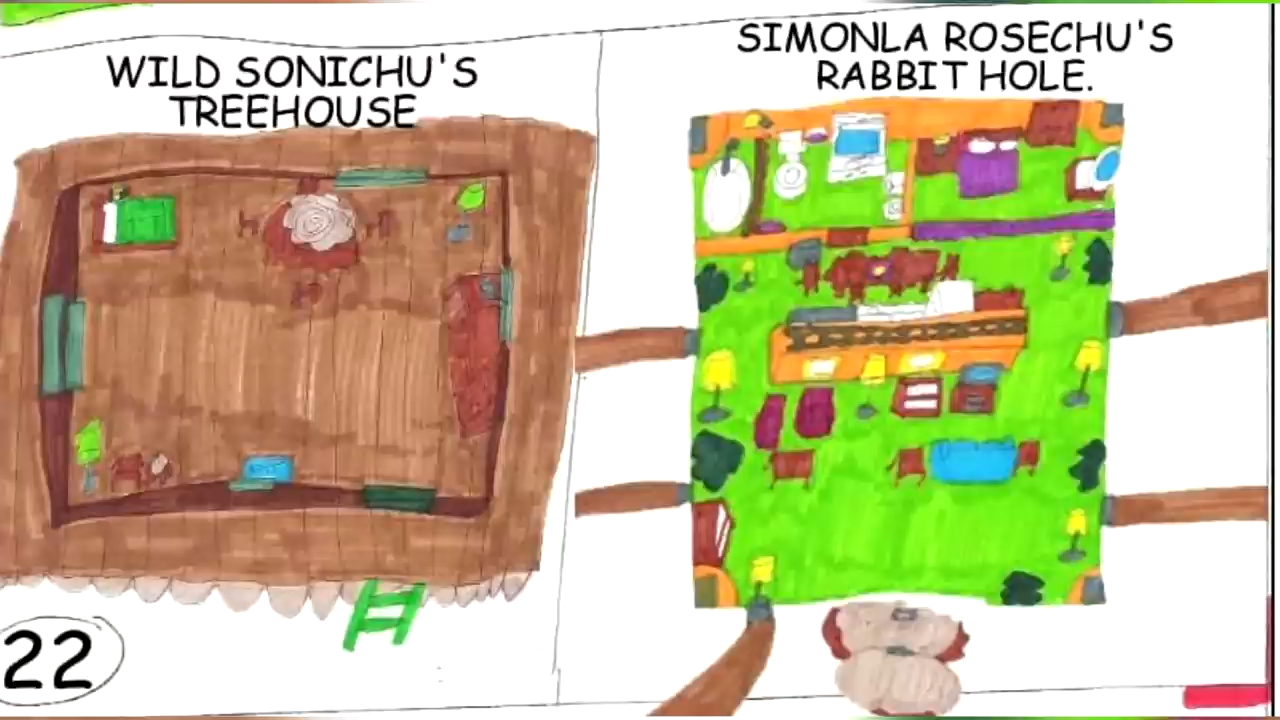 WILD SONICHU'S
TREEHOUSE
SIMONLA ROSECHU'S
RABBIT HOLE.
22